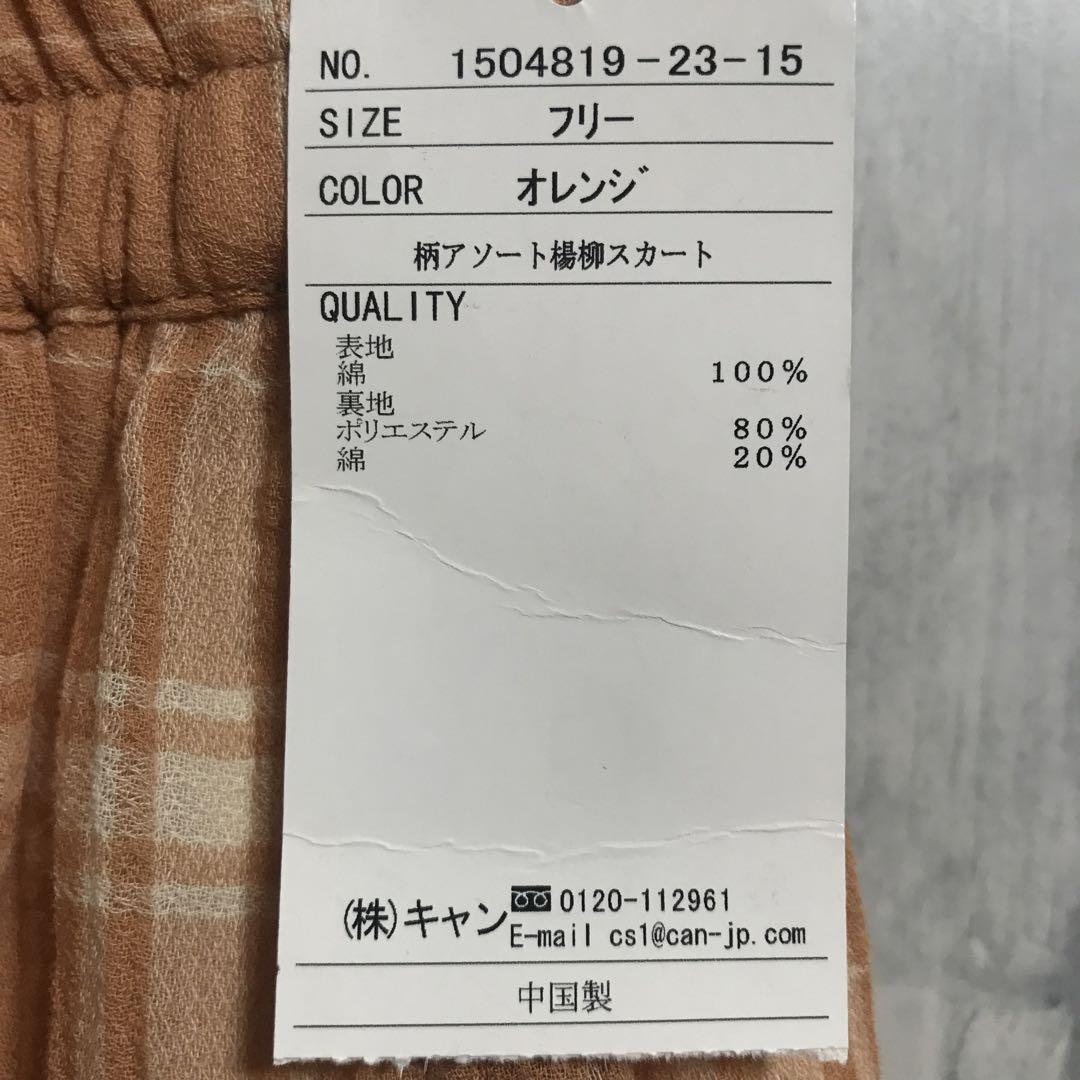 NO. 1504819-23-15
SIZE フリー
COLOR オレンジ
柄アソート楊柳スカート
QUALITY
表地
綿 100%
裏地
ポリエステル 80%
綿 20%
(株)キャン 0120-112961
E-mail cs1@can-jp.com
中国製